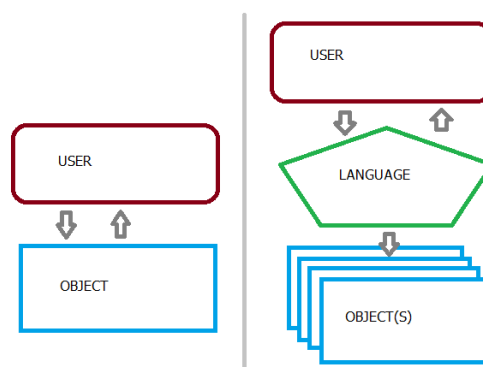 USER
OBJECT
USER
LANGUAGE
OBJECT(S)